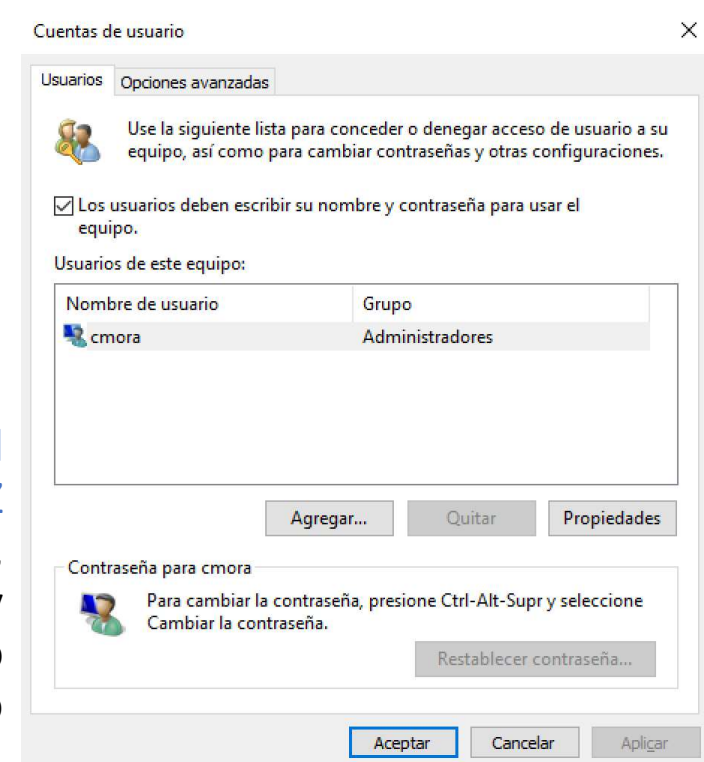 Cuentas de usuario
Usuarios
Opciones avanzadas
Use la siguiente lista para conceder o denegar acceso de usuario a su
equipo, así como para cambiar contraseñas y otras configuraciones.
Los usuarios deben escribir su nombre y contraseña para usar el
equipo.
Usuarios de este equipo:
Nombre de usuario Grupo
cmora Administradores
Agregar... Quitar Propiedades
Contraseña para cmora
Para cambiar la contraseña, presione Ctrl-Alt-Supr y seleccione
Cambiar la contraseña.
Restablecer contraseña...
Aceptar Cancelar Aplicar